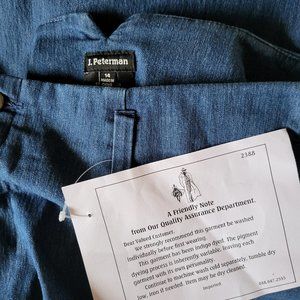 J. Peterman
14
MADE IN
2388
A Friendly Note
from Our Quality Assurance Department.
Dear Valued Customer,
We strongly recommend this garment be washed
individually before first wearing.
This garment has been indigo dyed. The pigment
dyeing process is inherently variable, making each
garment with its own personality.
Continue to machine wash cold separately, tumble dry
low, iron if needed. Item may be dry cleaned.
Imported